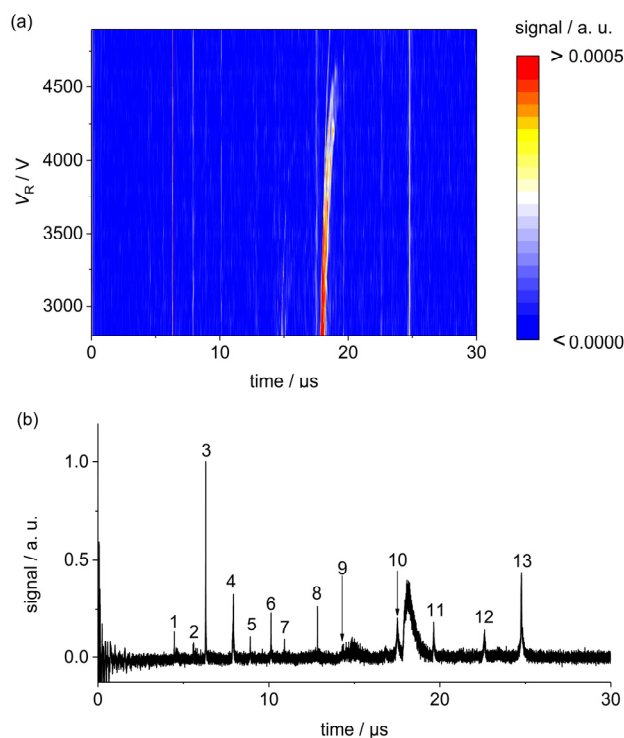 (a)
signal / a. u.
> 0.0005
< 0.0000
4500
4000
3500
3000
V_R / V
0 10 20 30
time / μs
(b)
1.0
0.5
0.0
signal / a. u.
1 2 3 4 5 6 7 8 9 10 11 12 13
0 10 20 30
time / μs